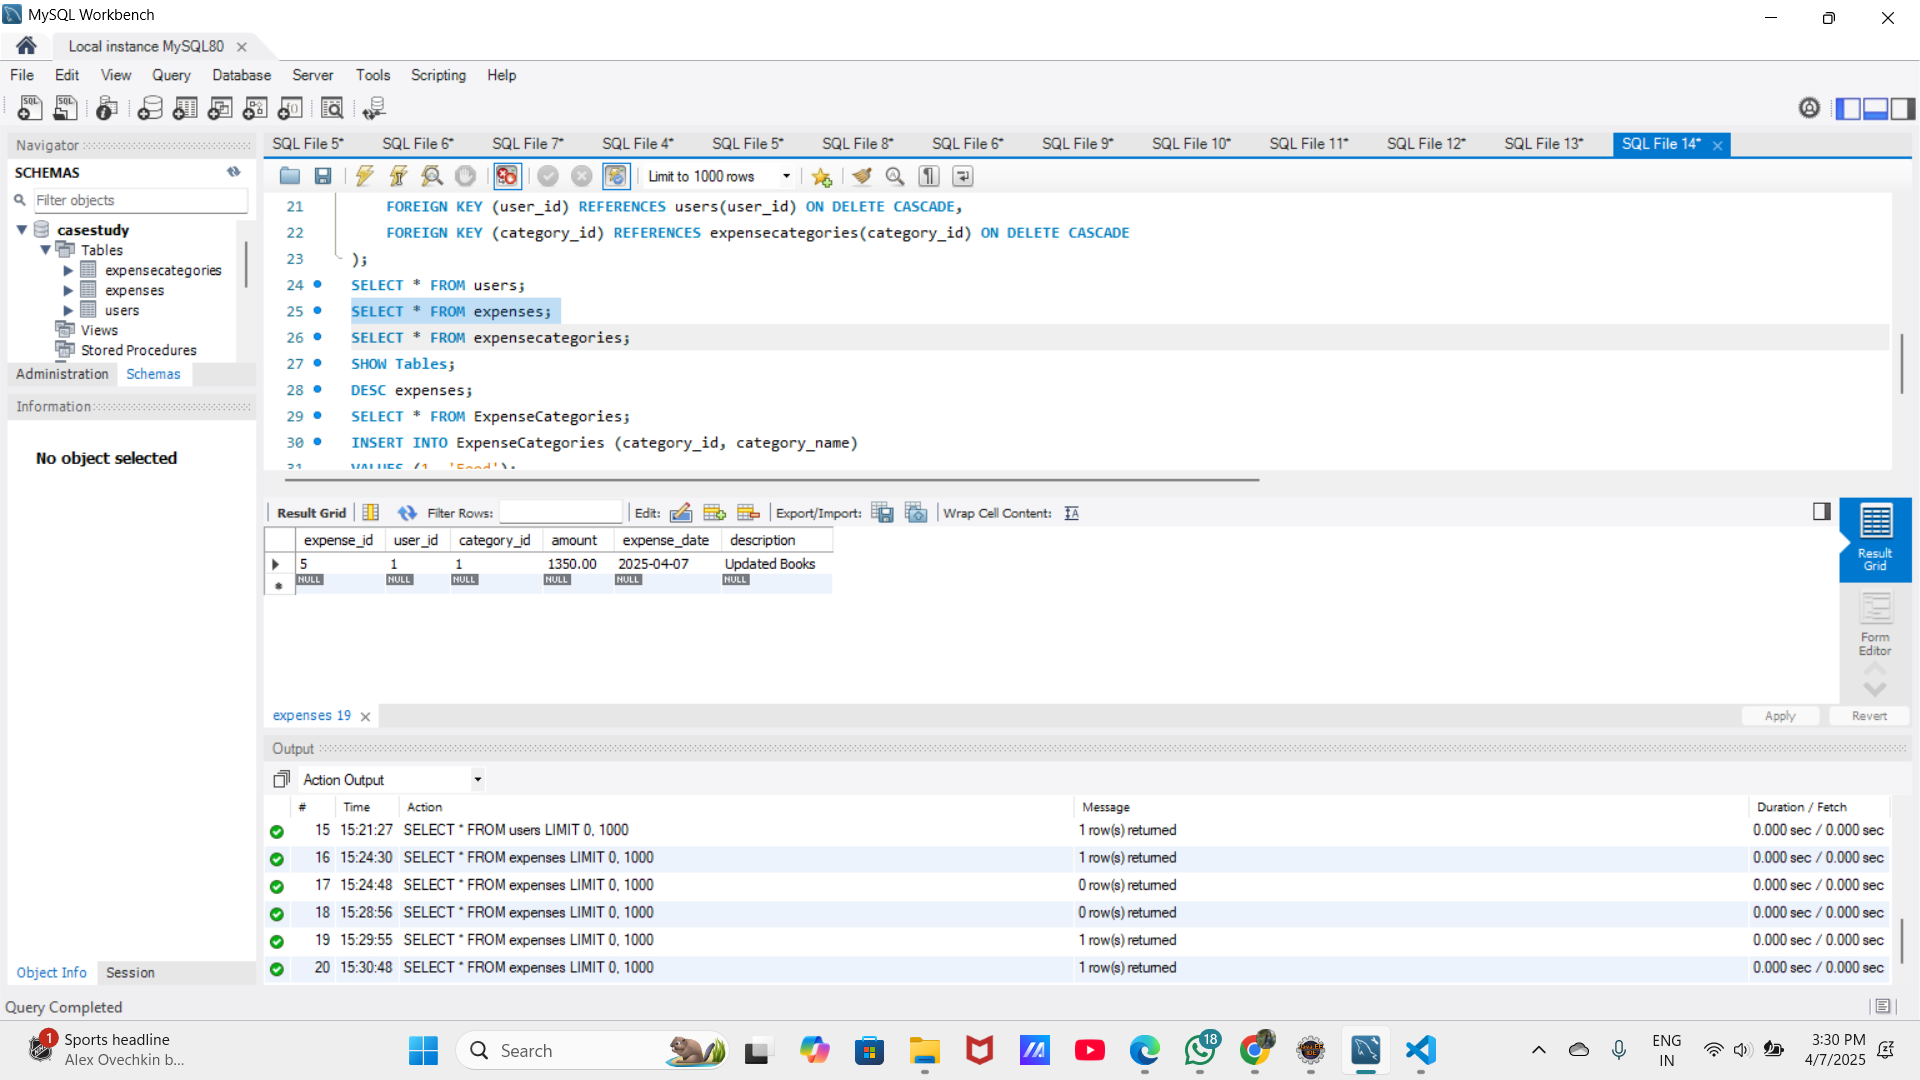 MySQL Workbench
Local instance MySQL80
File Edit View Query Database Server Tools Scripting Help
Navigator
SCHEMAS
Filter objects
casestudy
Tables
expensecategories
expenses
users
Views
Stored Procedures
Administration Schemas
Information
No object selected
Object Info Session
SQL File 5* SQL File 6* SQL File 7* SQL File 4* SQL File 5* SQL File 8* SQL File 6* SQL File 9* SQL File 10* SQL File 11* SQL File 12* SQL File 13* SQL File 14*
Limit to 1000 rows
21 FOREIGN KEY (user_id) REFERENCES users(user_id) ON DELETE CASCADE,
22 FOREIGN KEY (category_id) REFERENCES expensecategories(category_id) ON DELETE CASCADE
23 );
24 SELECT * FROM users;
25 SELECT * FROM expenses;
26 SELECT * FROM expensecategories;
27 SHOW Tables;
28 DESC expenses;
29 SELECT * FROM ExpenseCategories;
30 INSERT INTO ExpenseCategories (category_id, category_name)
31 VALUES (1, 'Food');
Result Grid Filter Rows: Edit: Export/Import: Wrap Cell Content:
expense_id user_id category_id amount expense_date description
5 1 1 1350.00 2025-04-07 Updated Books
NULL NULL NULL NULL NULL NULL
Result Grid
Form Editor
expenses 19
Apply Revert
Output
Action Output
# Time Action Message Duration / Fetch
15 15:21:27 SELECT * FROM users LIMIT 0, 1000 1 row(s) returned 0.000 sec / 0.000 sec
16 15:24:30 SELECT * FROM expenses LIMIT 0, 1000 1 row(s) returned 0.000 sec / 0.000 sec
17 15:24:48 SELECT * FROM expenses LIMIT 0, 1000 0 row(s) returned 0.000 sec / 0.000 sec
18 15:28:56 SELECT * FROM expenses LIMIT 0, 1000 0 row(s) returned 0.000 sec / 0.000 sec
19 15:29:55 SELECT * FROM expenses LIMIT 0, 1000 1 row(s) returned 0.000 sec / 0.000 sec
20 15:30:48 SELECT * FROM expenses LIMIT 0, 1000 1 row(s) returned 0.000 sec / 0.000 sec
Query Completed
1
Sports headline
Alex Ovechkin b...
Search
18
ENG
IN
3:30 PM
4/7/2025